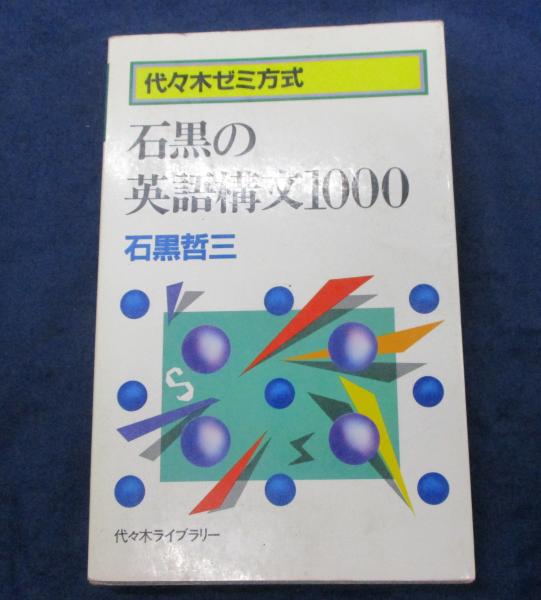 代々木ゼミ方式
石黒の
英語構文1000
石黒哲三
代々木ライブラリー